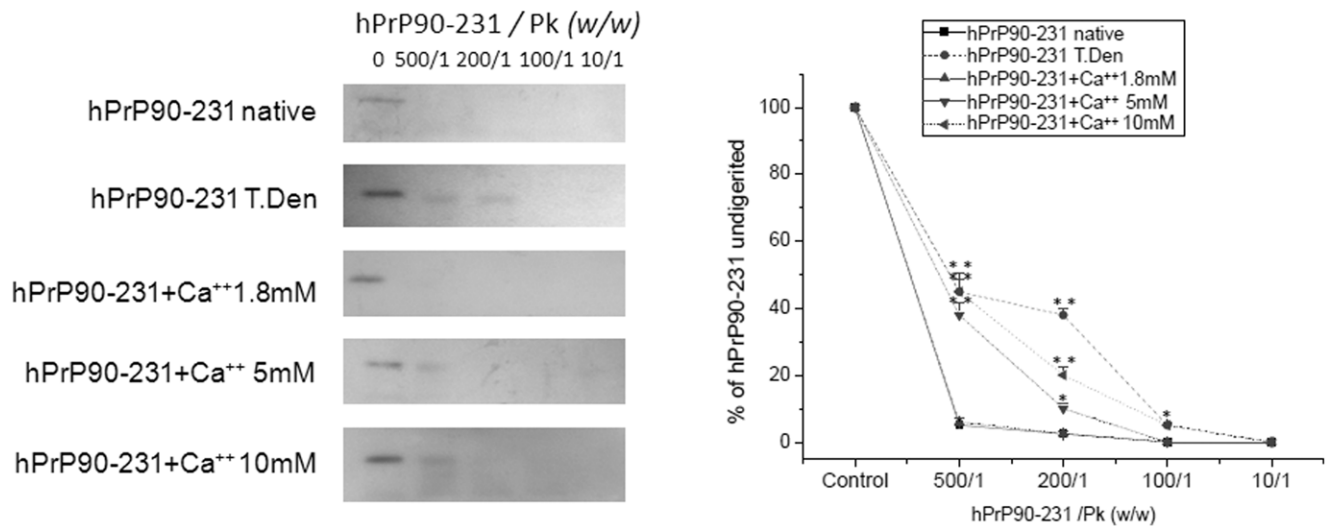 hPrP90-231 / Pk (w/w)
0 500/1 200/1 100/1 10/1
hPrP90-231 native
hPrP90-231 T.Den
hPrP90-231+Ca⁺⁺1.8mM
hPrP90-231+Ca⁺⁺ 5mM
hPrP90-231+Ca⁺⁺ 10mM
hPrP90-231 native
hPrP90-231 T.Den
hPrP90-231+Ca⁺⁺1.8mM
hPrP90-231+Ca⁺⁺ 5mM
hPrP90-231+Ca⁺⁺ 10mM
% of hPrP90-231 undigerited
100
80
60
40
20
0
* *
* *
* *
* *
* *
*
*
*
Control 500/1 200/1 100/1 10/1
hPrP90-231 /Pk (w/w)